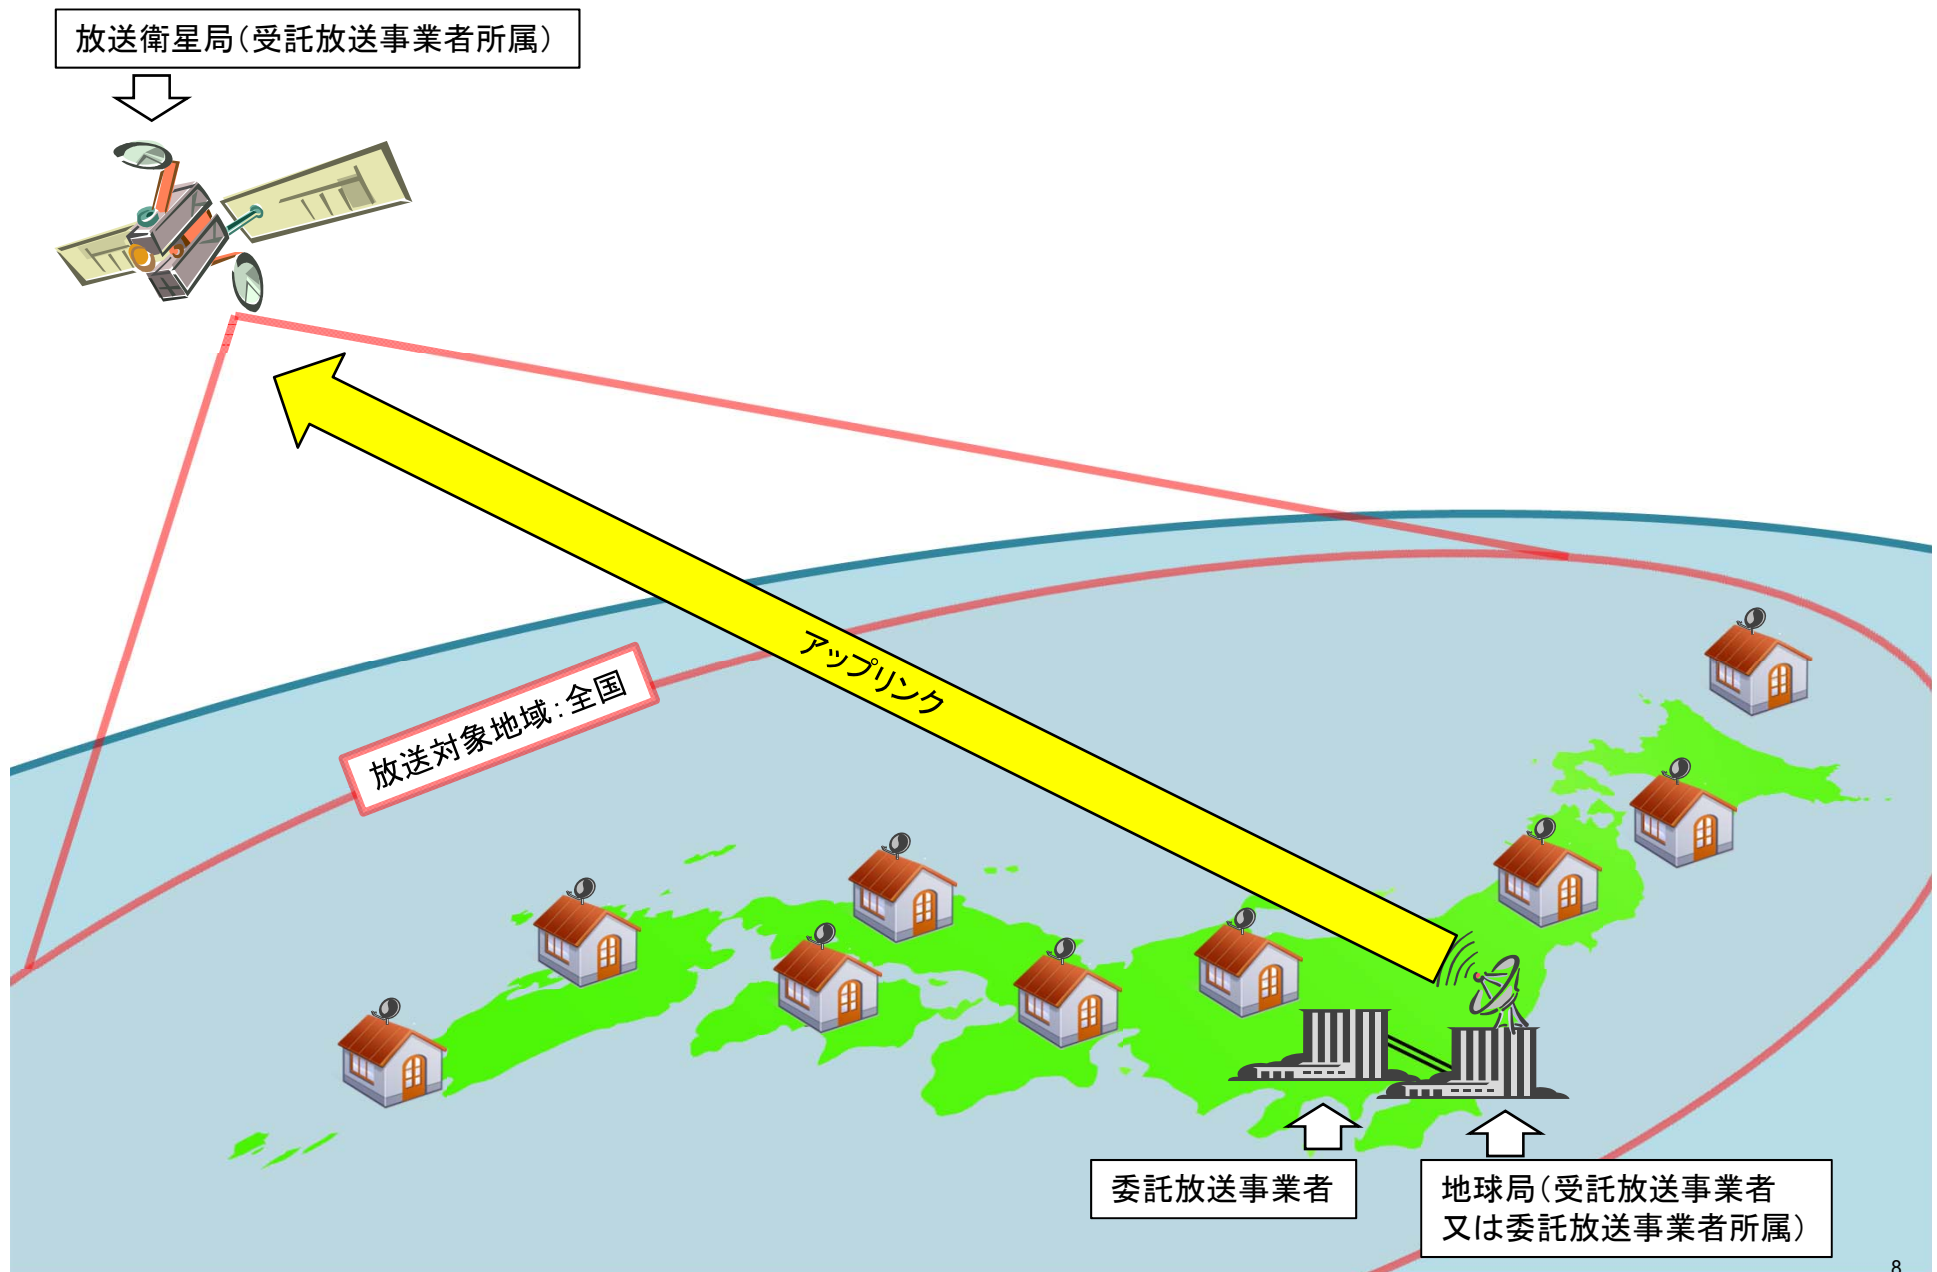 放送衛星局（受託放送事業者所属）
アップリンク
放送対象地域：全国
委託放送事業者
地球局（受託放送事業者
又は委託放送事業者所属）
8